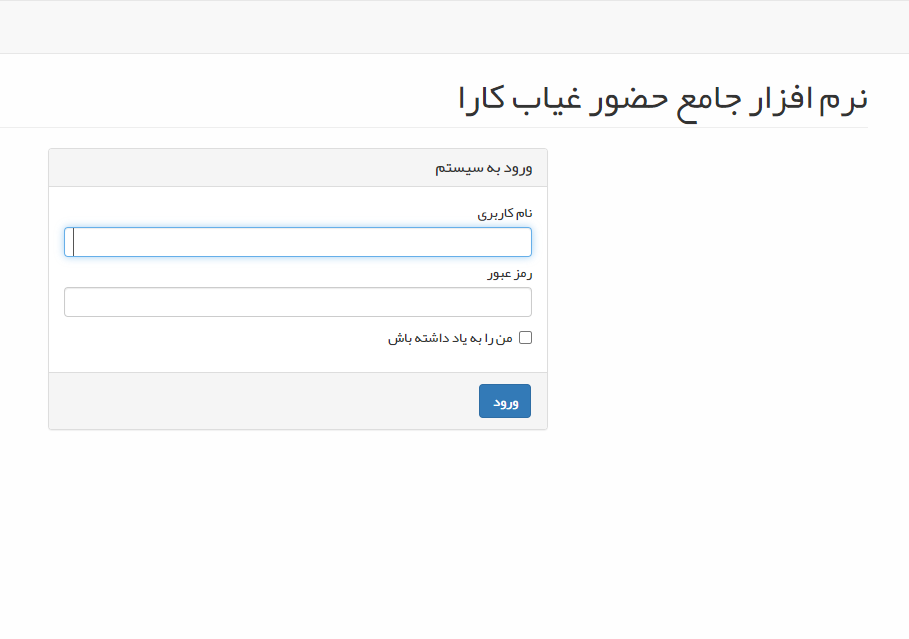 نرم افزار جامع حضور غیاب کارا
ورود به سیستم
نام کاربری
رمز عبور
من را به یاد داشته باش
ورود